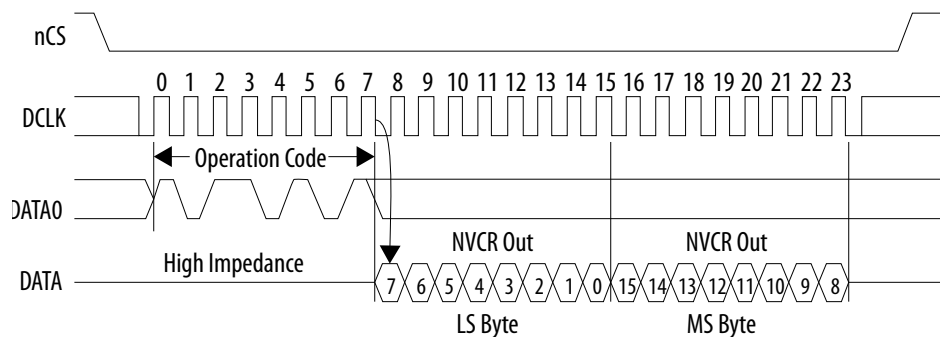 nCS
0 1 2 3 4 5 6 7 8 9 10 11 12 13 14 15 16 17 18 19 20 21 22 23
DCLK
Operation Code
DATA0
NVCR Out NVCR Out
High Impedance
DATA 7 6 5 4 3 2 1 0 15 14 13 12 11 10 9 8
LS Byte MS Byte